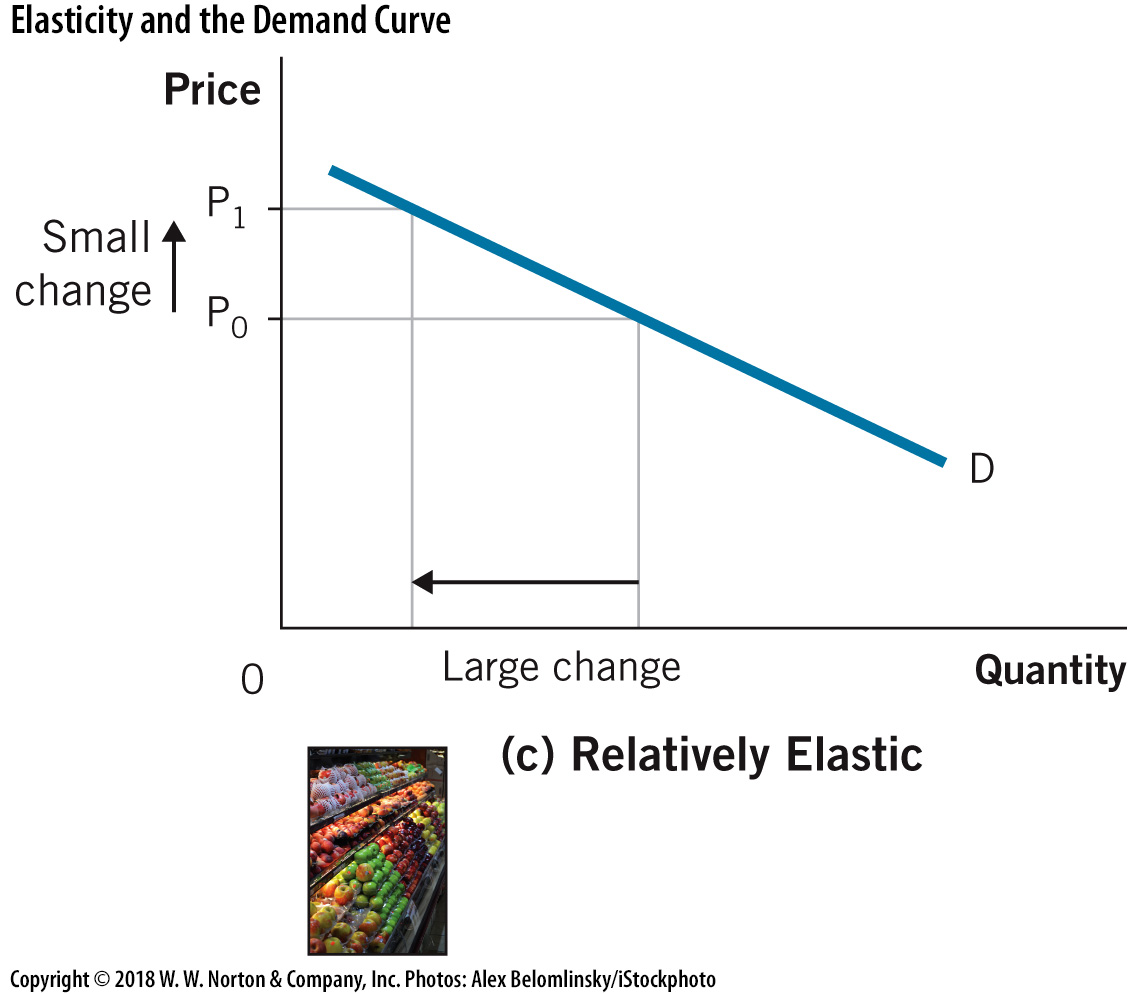 Elasticity and the Demand Curve
Price
P1
Small
change
P0
D
0
Large change
Quantity
(c) Relatively Elastic
Copyright © 2018 W. W. Norton & Company, Inc. Photos: Alex Belomlinsky/iStockphoto